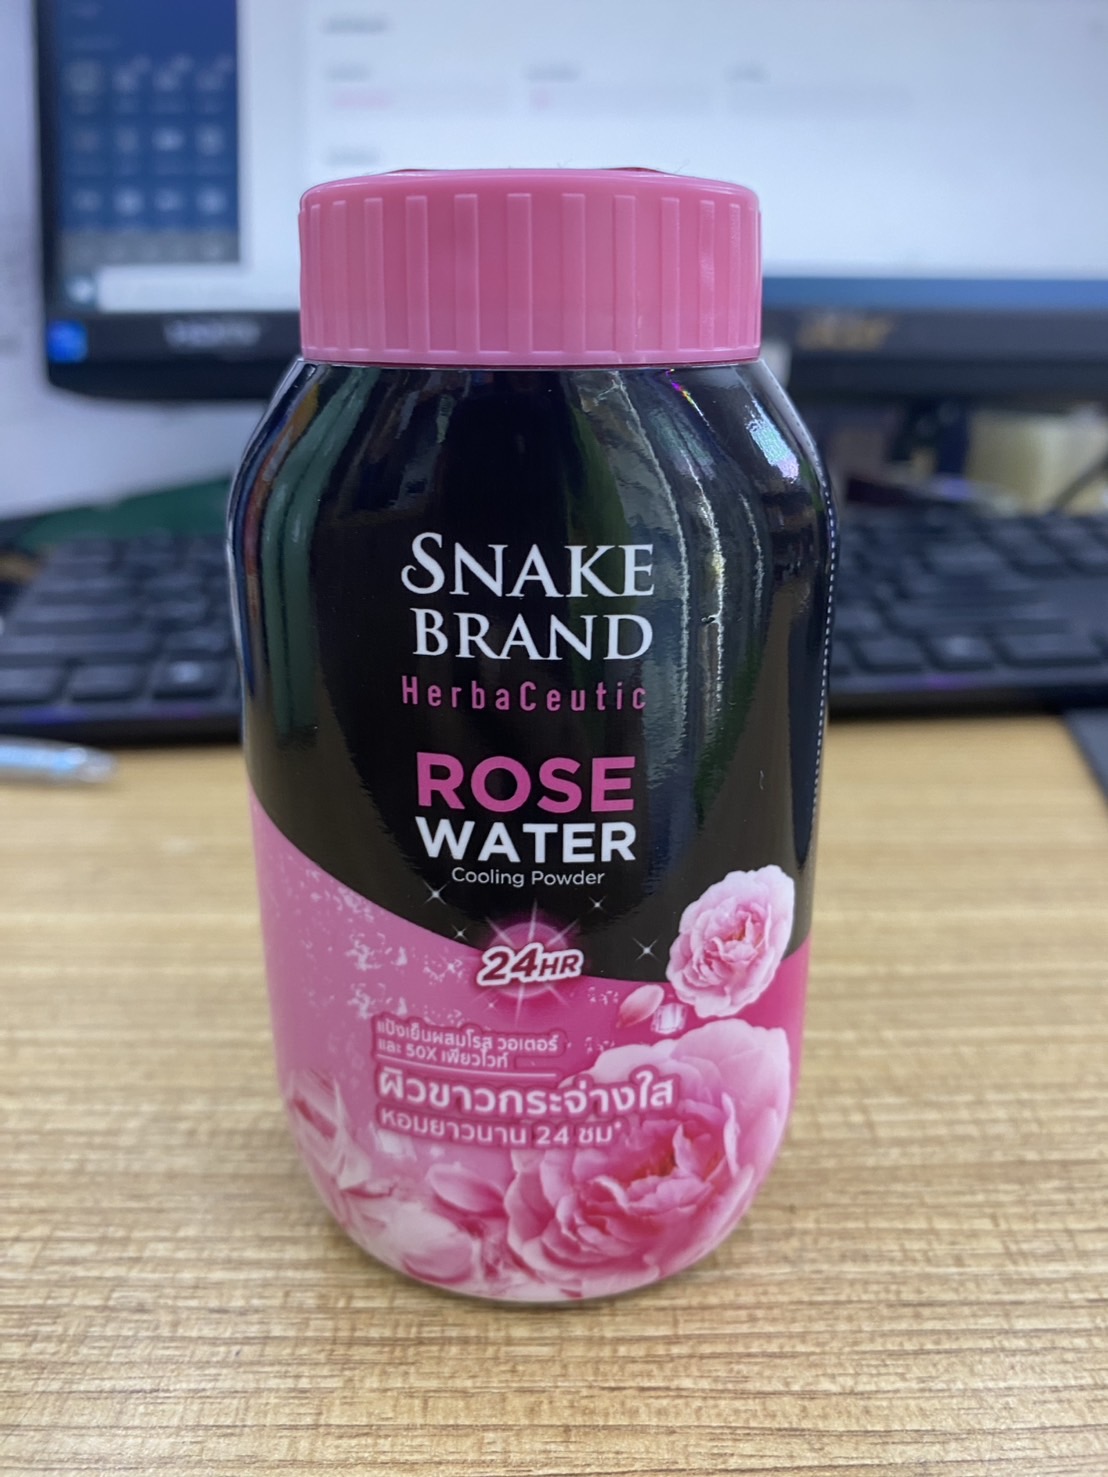 SNAKE
BRAND
HerbaCeutic
ROSE
WATER
Cooling Powder
24HR
แป้งเย็นผสมโรส วอเตอร์
และ 50X เพียวไวท์
ผิวขาวกระจ่างใส
หอมยาวนาน 24 ชม*
acer